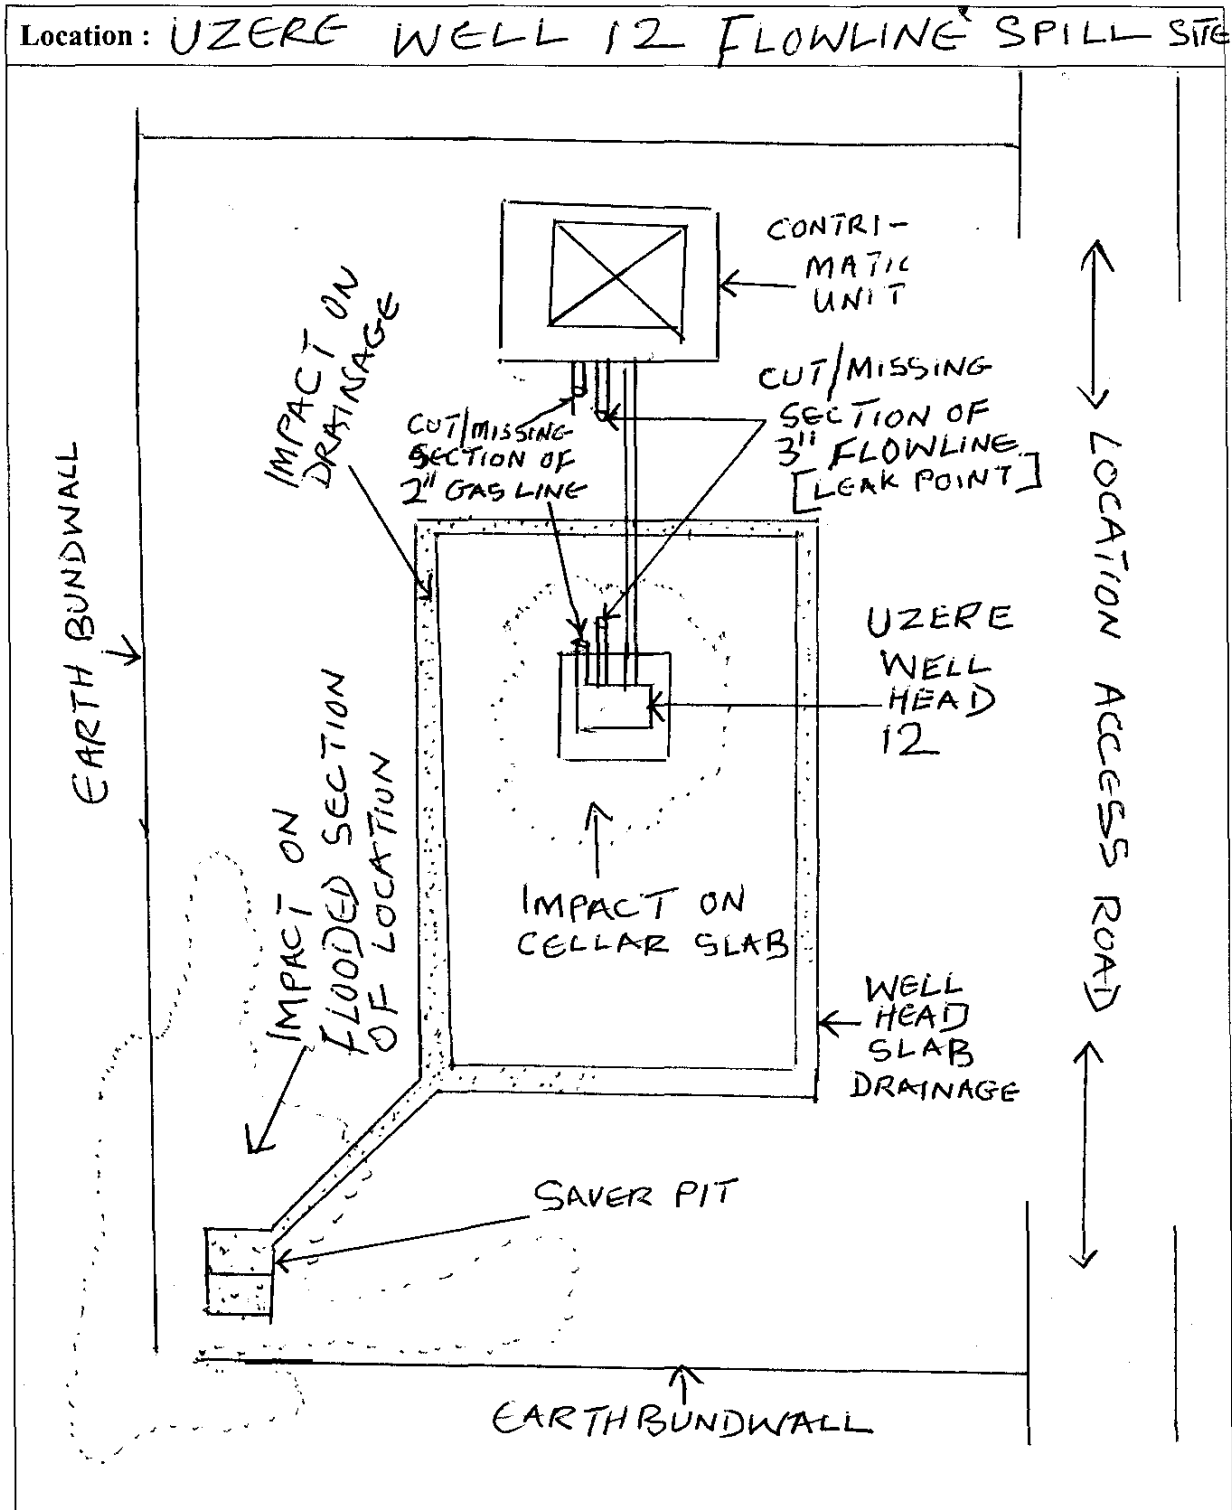 Location : UZERE WELL 12 FLOWLINE SPILL SITE
CONTRI-
MATIC
UNIT
IMPACT ON
DRAINSAGE
CUT/MISSING
SECTION OF
2" GAS LINE
CUT/MISSING
SECTION OF
3" FLOWLINE
[LEAK POINT]
LOCATION ACCESS ROAD
EARTH BUNDWALL
UZERE
WELL
HEAD
12
IMPACT ON
FLOODED SECTION
OF LOCATION
IMPACT ON
CELLAR SLAB
WELL
HEAD
SLAB
DRAINAGE
SAVER PIT
EARTHBUNDWALL